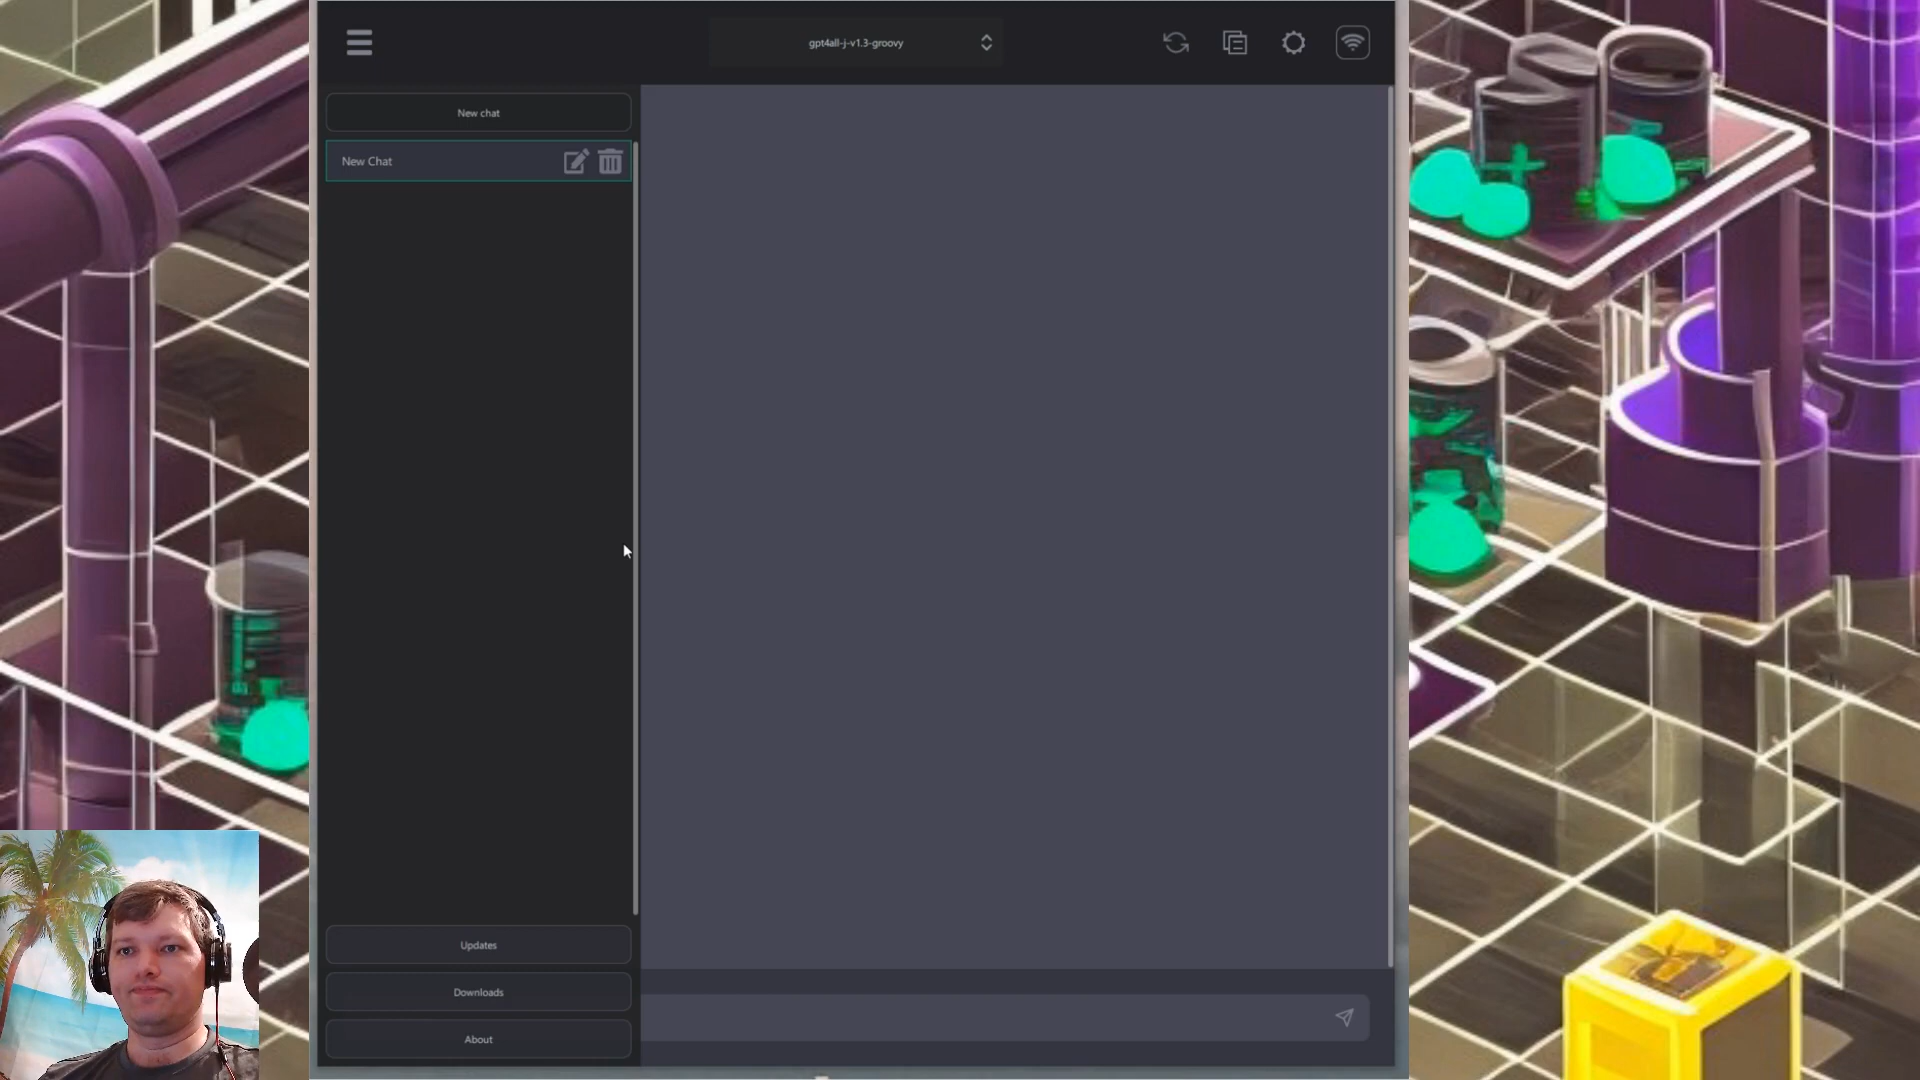 gpt4all-j-v1.3-groovy
New chat
New Chat
Updates
Downloads
About